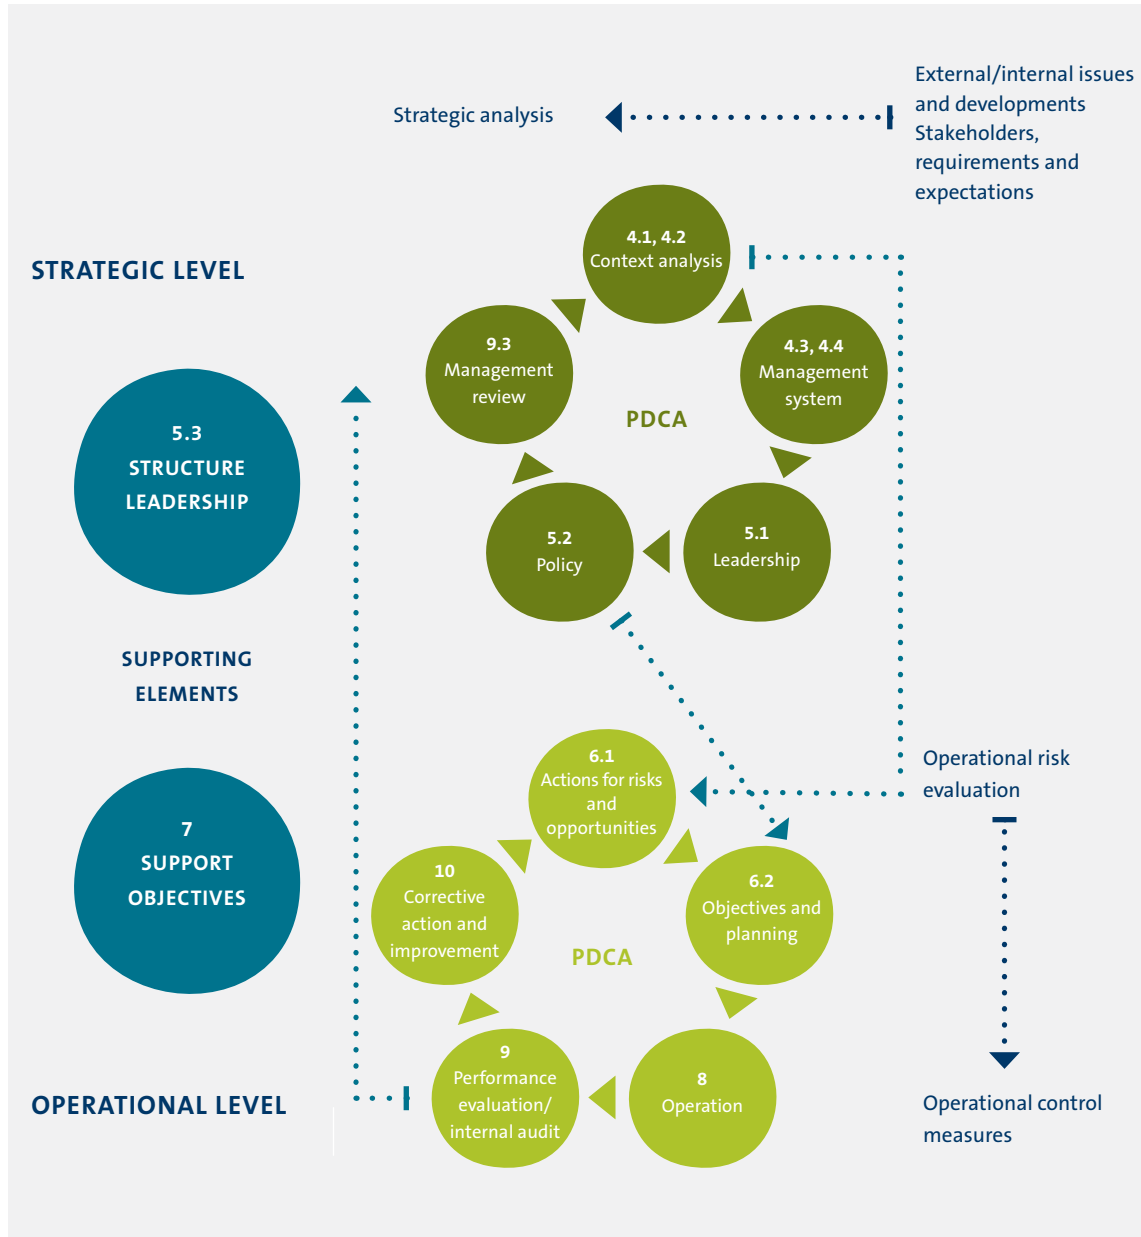 Strategic analysis
External/internal issues
and developments
Stakeholders,
requirements and
expectations
STRATEGIC LEVEL
4.1, 4.2
Context analysis
9.3
Management
review
4.3, 4.4
Management
system
PDCA
5.3
STRUCTURE
LEADERSHIP
5.2
Policy
5.1
Leadership
SUPPORTING
ELEMENTS
6.1
Actions for risks
and
opportunities
Operational risk
evaluation
7
SUPPORT
OBJECTIVES
10
Corrective
action and
improvement
6.2
Objectives and
planning
PDCA
9
Performance
evaluation/
internal audit
8
Operation
OPERATIONAL LEVEL
Operational control
measures